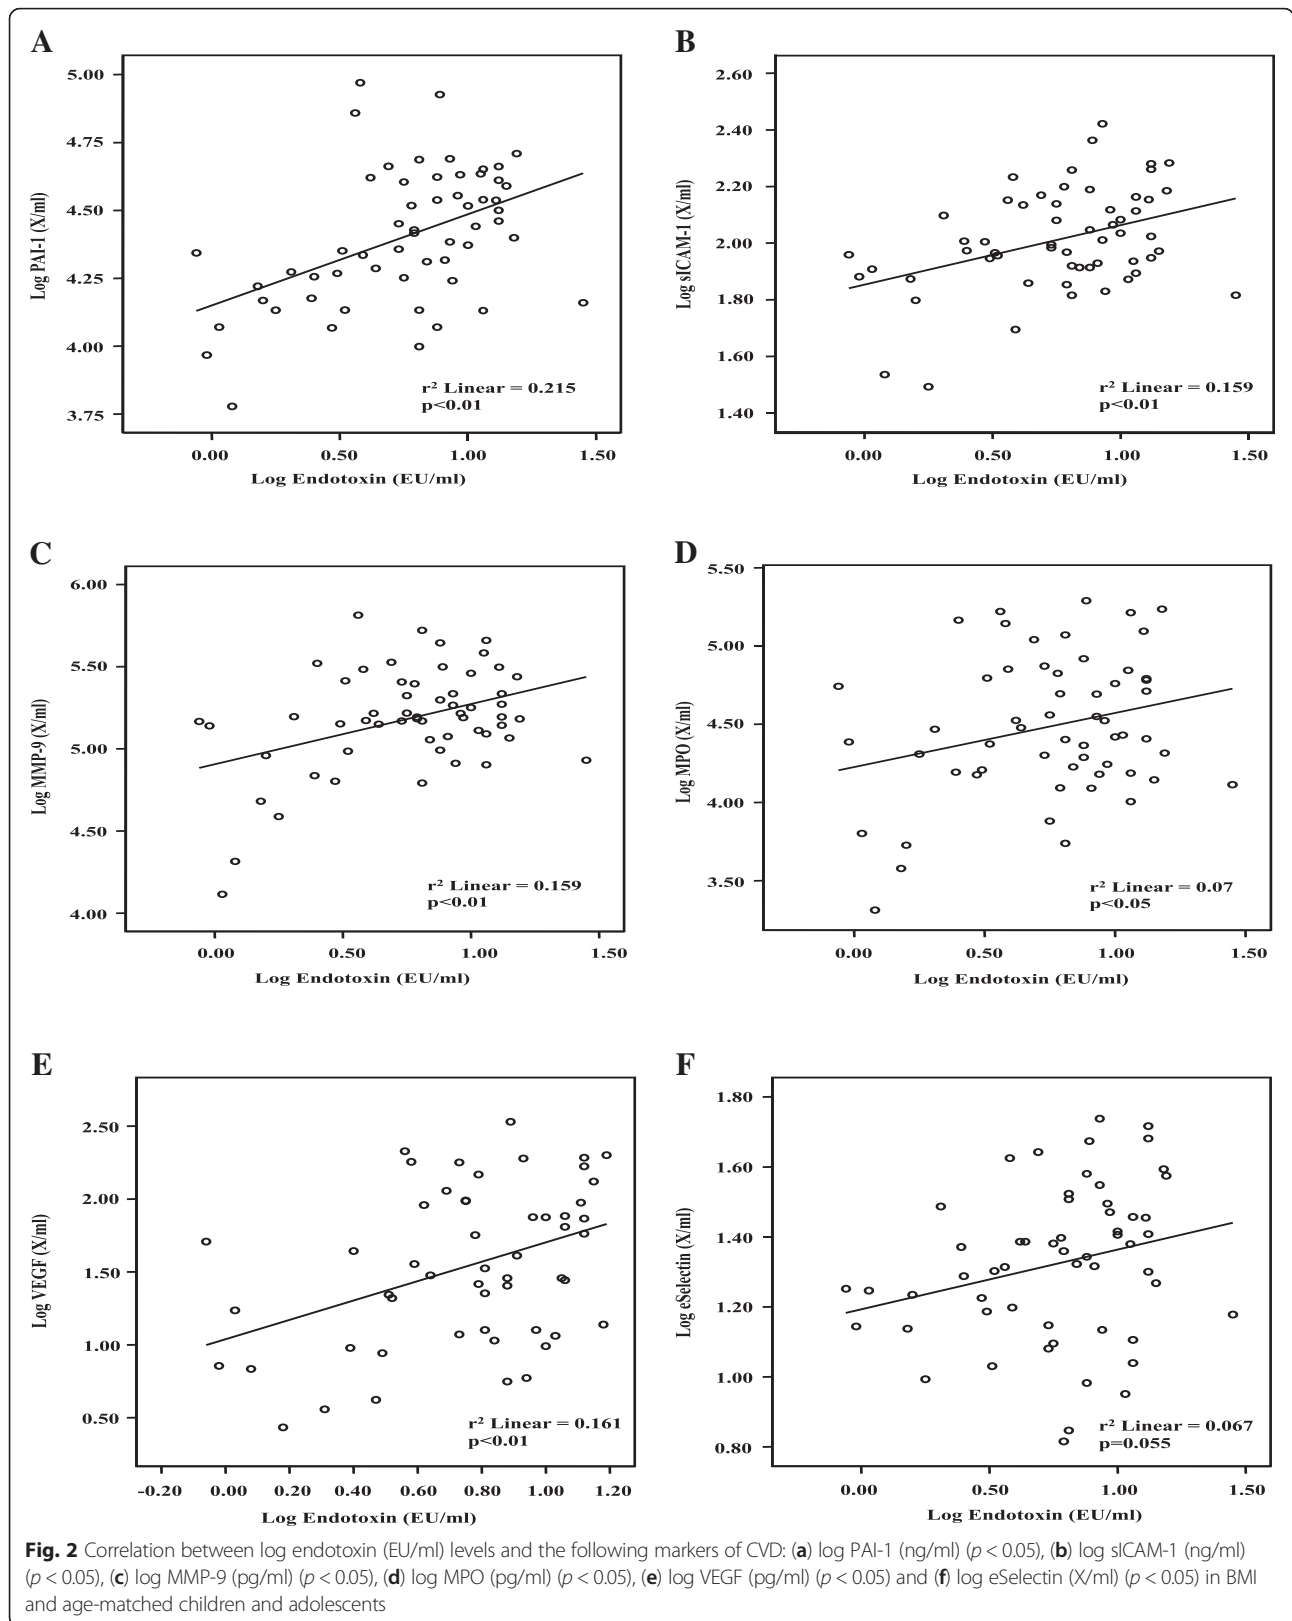 A
5.00
4.75
4.50
4.25
4.00
3.75
Log PAI-1 (X/ml)
r² Linear = 0.215
p<0.01
0.00 0.50 1.00 1.50
Log Endotoxin (EU/ml)
B
2.60
2.40
2.20
2.00
1.80
1.60
1.40
Log sICAM-1 (X/ml)
r² Linear = 0.159
p<0.01
0.00 0.50 1.00 1.50
Log Endotoxin (EU/ml)
C
6.00
5.50
5.00
4.50
4.00
Log MMP-9 (X/ml)
r² Linear = 0.159
p<0.01
0.00 0.50 1.00 1.50
Log Endotoxin (EU/ml)
D
5.50
5.00
4.50
4.00
3.50
Log MPO (X/ml)
r² Linear = 0.07
p<0.05
0.00 0.50 1.00 1.50
Log Endotoxin (EU/ml)
E
2.50
2.00
1.50
1.00
0.50
Log VEGF (X/ml)
r² Linear = 0.161
p<0.01
-0.20 0.00 0.20 0.40 0.60 0.80 1.00 1.20
Log Endotoxin (EU/ml)
F
1.80
1.60
1.40
1.20
1.00
0.80
Log eSelectin (X/ml)
r² Linear = 0.067
p=0.055
0.00 0.50 1.00 1.50
Log Endotoxin (EU/ml)
Fig. 2 Correlation between log endotoxin (EU/ml) levels and the following markers of CVD: (a) log PAI-1 (ng/ml) (p < 0.05), (b) log sICAM-1 (ng/ml)
(p < 0.05), (c) log MMP-9 (pg/ml) (p < 0.05), (d) log MPO (pg/ml) (p < 0.05), (e) log VEGF (pg/ml) (p < 0.05) and (f) log eSelectin (X/ml) (p < 0.05) in BMI
and age-matched children and adolescents